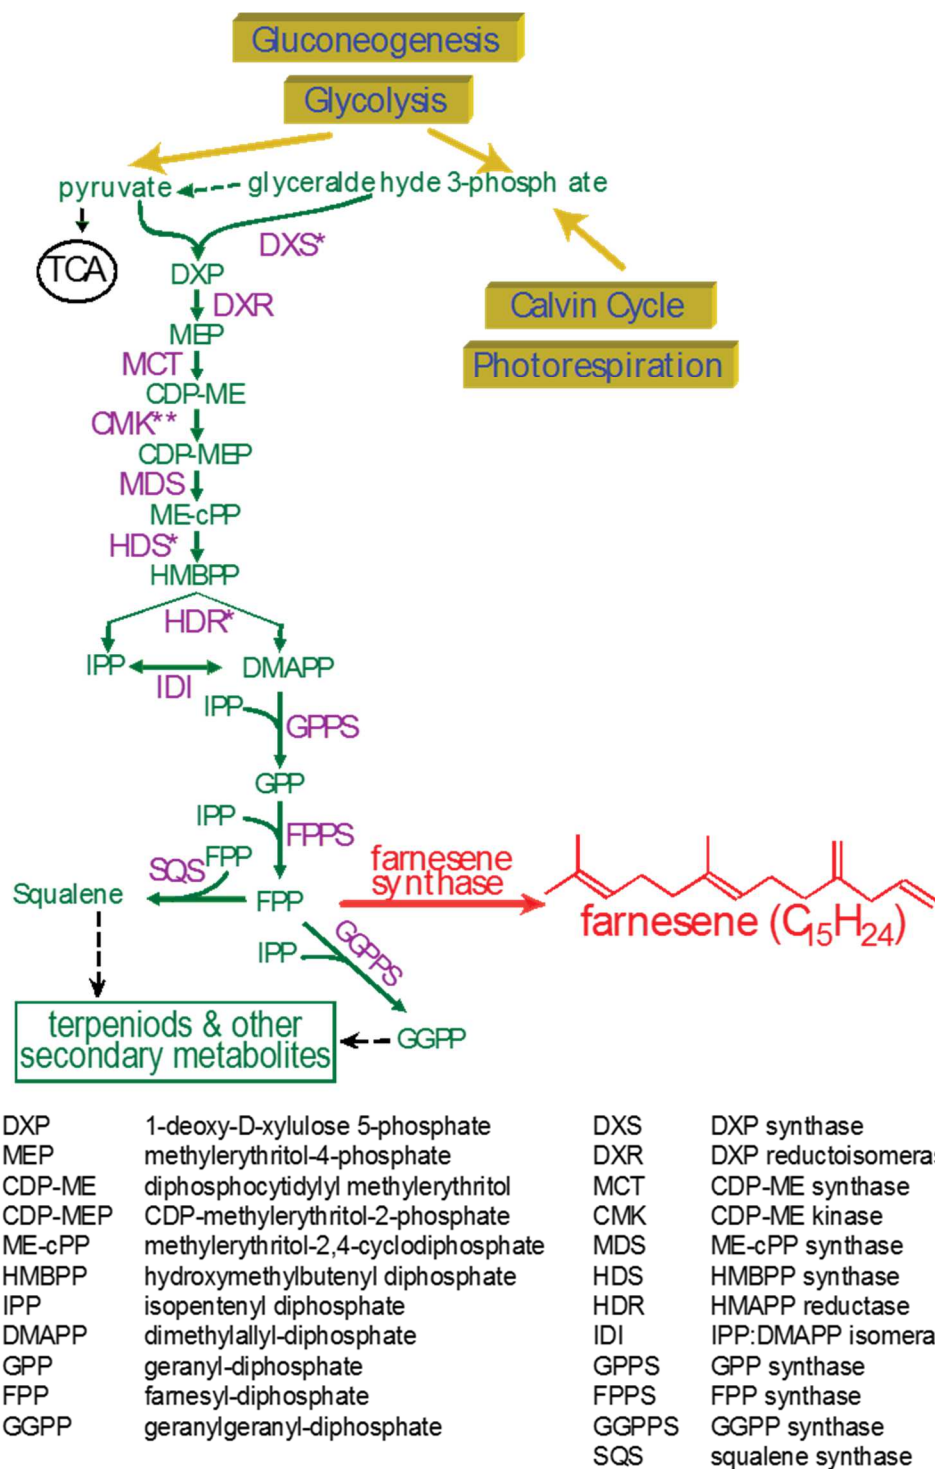 Gluconeogenesis
Glycolysis
pyruvate
glyceraldehyde 3-phosphate
DXS*
TCA
DXP
DXR
Calvin Cycle
MEP
MCT
Photorespiration
CDP-ME
CMK**
CDP-MEP
MDS
ME-cPP
HDS*
HMBPP
HDR*
IPP
DMAPP
IDI
IPP
GPPS
GPP
IPP
FPPS
FPP
SQS
farnesene
synthase
Squalene
FPP
farnesene (C15H24)
IPP
GGPPS
terpeniods & other
secondary metabolites
GGPP
DXP 1-deoxy-D-xylulose 5-phosphate DXS DXP synthase
MEP methylerythritol-4-phosphate DXR DXP reductoisomeras
CDP-ME diphosphocytidylyl methylerythritol MCT CDP-ME synthase
CDP-MEP CDP-methylerythritol-2-phosphate CMK CDP-ME kinase
ME-cPP methylerythritol-2,4-cyclodiphosphate MDS ME-cPP synthase
HMBPP hydroxymethylbutenyl diphosphate HDS HMBPP synthase
IPP isopentenyl diphosphate HDR HMAPP reductase
DMAPP dimethylallyl-diphosphate IDI IPP:DMAPP isomera
GPP geranyl-diphosphate GPPS GPP synthase
FPP farnesyl-diphosphate FPPS FPP synthase
GGPP geranylgeranyl-diphosphate GGPPS GGPP synthase
SQS squalene synthase